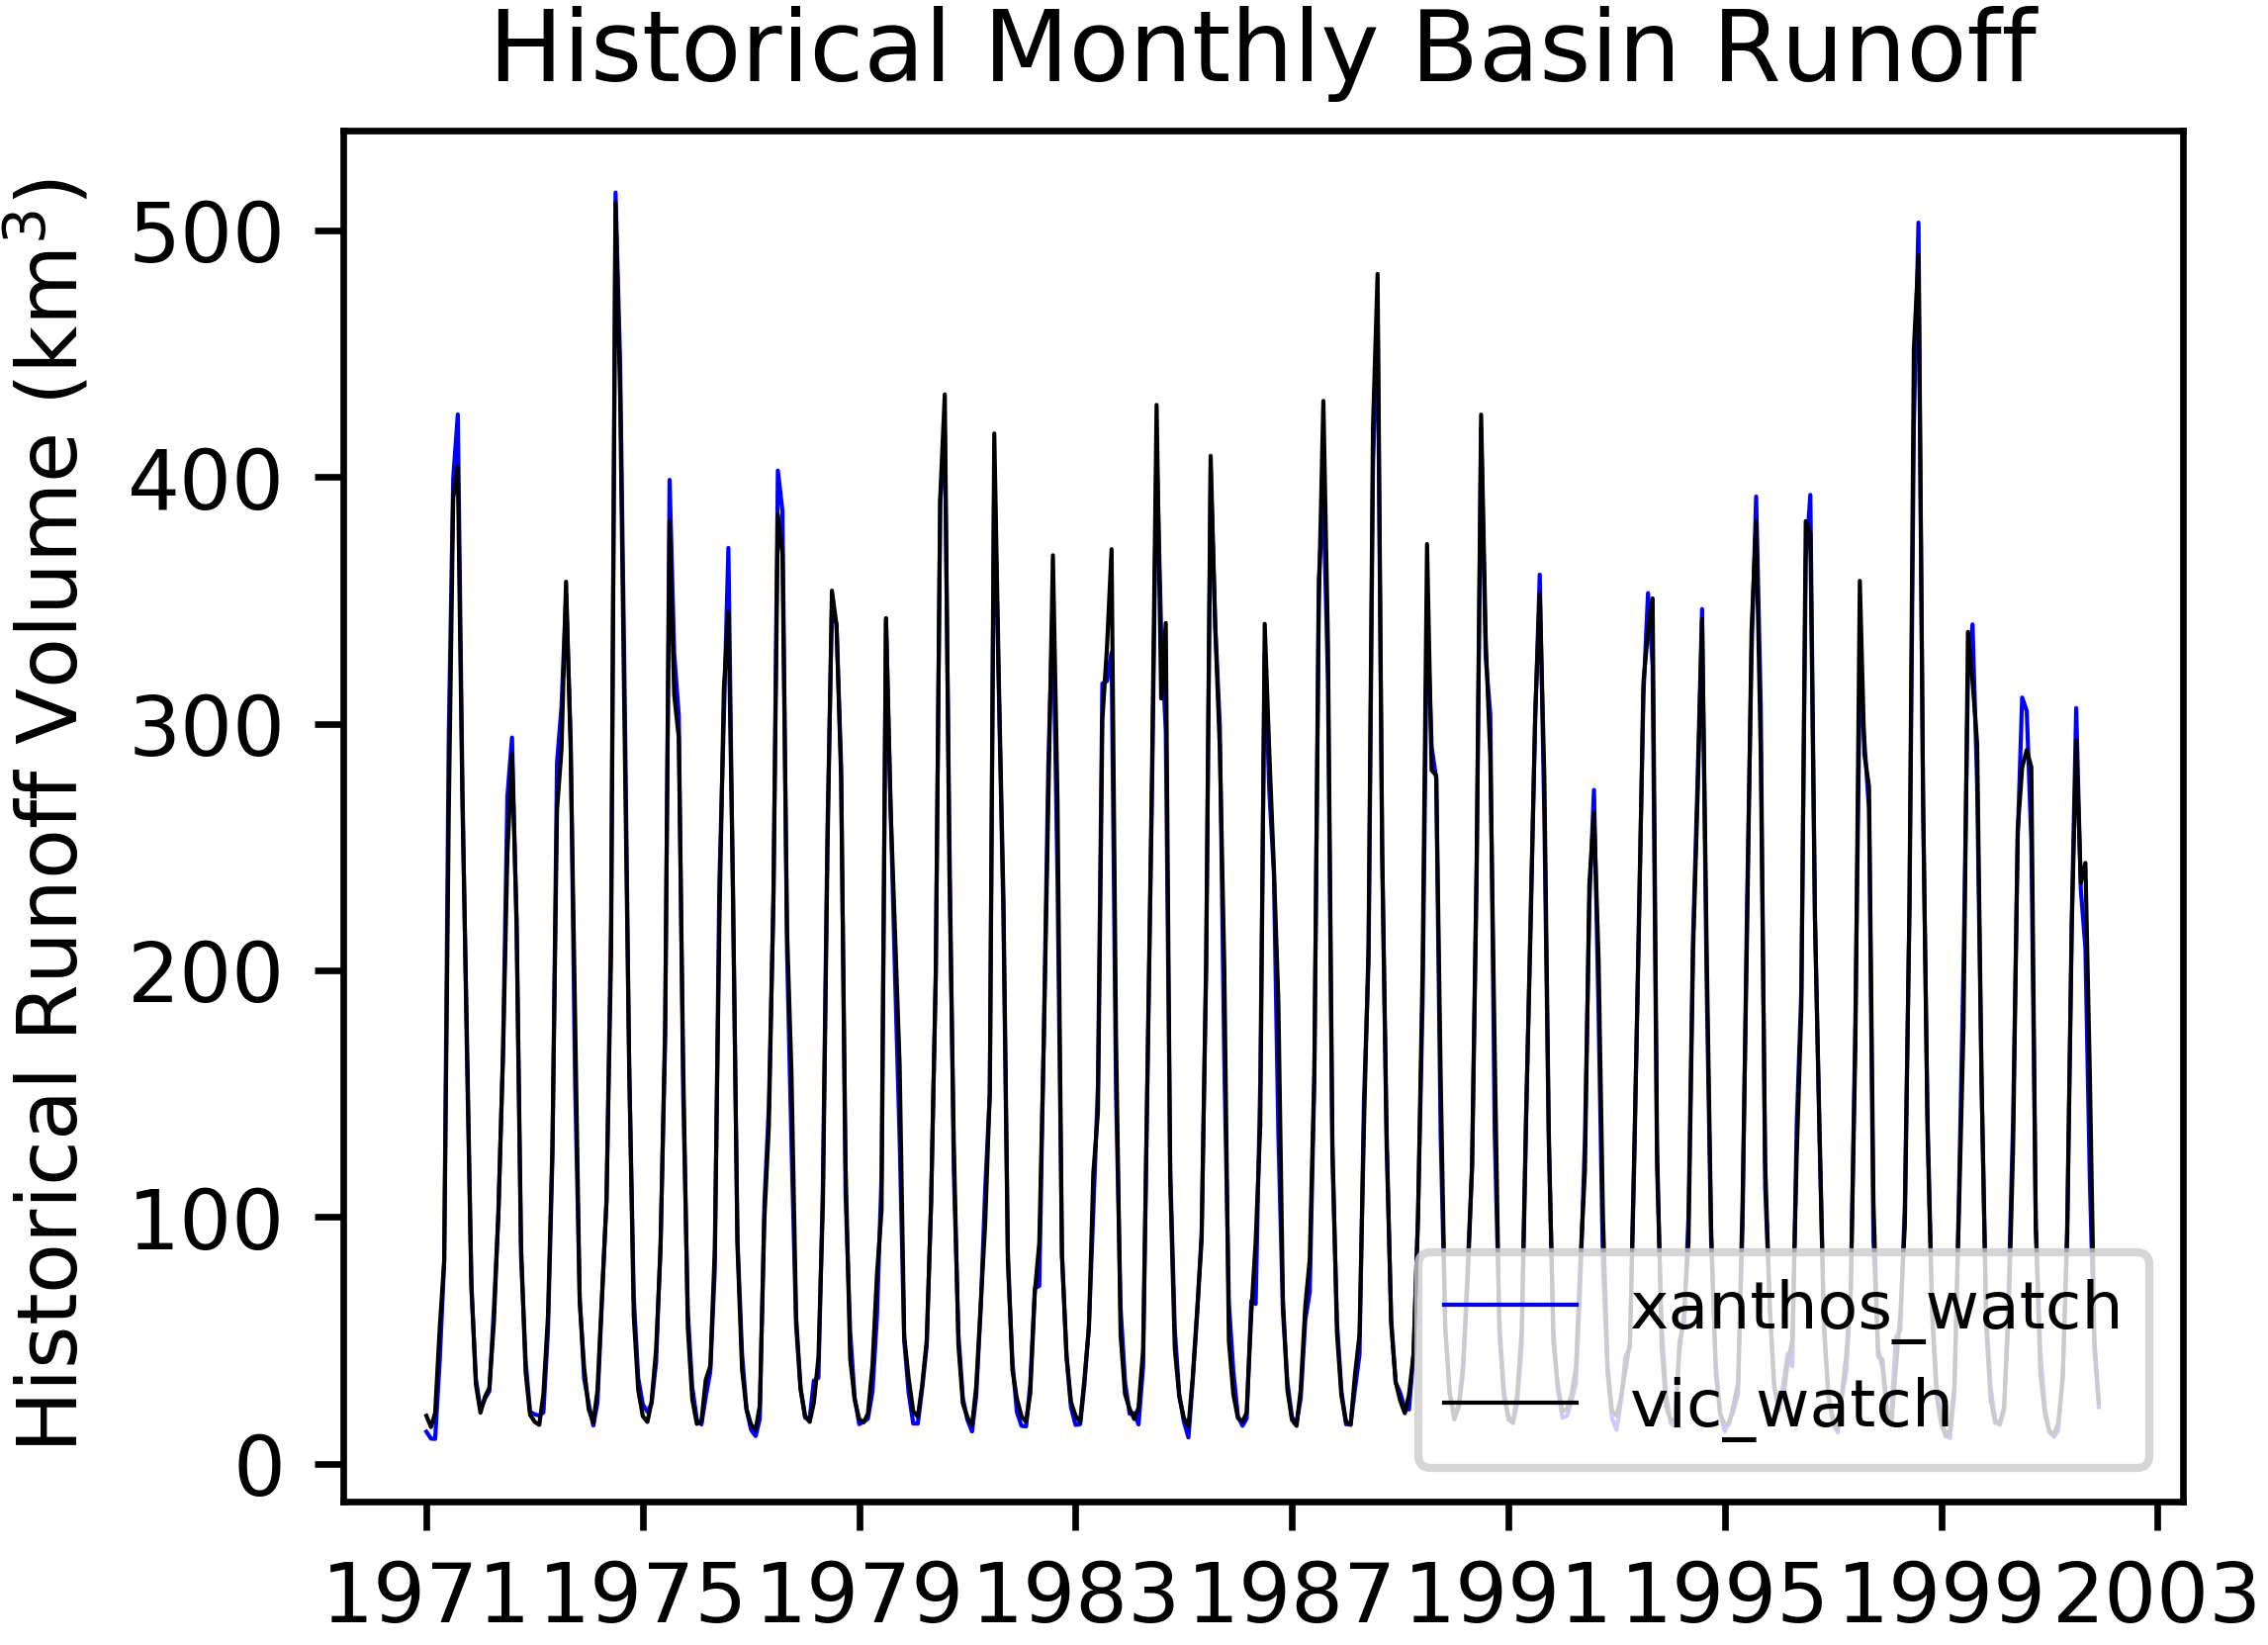 Historical Monthly Basin Runoff
Historical Runoff Volume (km³)
500
400
300
200
100
0
xanthos_watch
vic_watch
1971 1975 1979 1983 1987 1991 1995 1999 2003